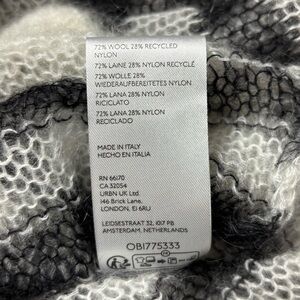 72% WOOL 28% RECYCLED
NYLON
72% LAINE 28% NYLON RECYCLÉ
72% WOLLE 28%
WIEDERAUFBEREITETES NYLON
72% LANA 28% NYLON
RICICLATO
72% LANA 28% NYLON
RECICLADO
MADE IN ITALY
HECHO EN ITALIA
RN 66170
CA 32054
URBN UK Ltd
146 Brick Lane,
LONDON, E1 6RU
LEIDSESTRAAT 32, 1017 PB
AMSTERDAM, NETHERLANDS
OB1775333